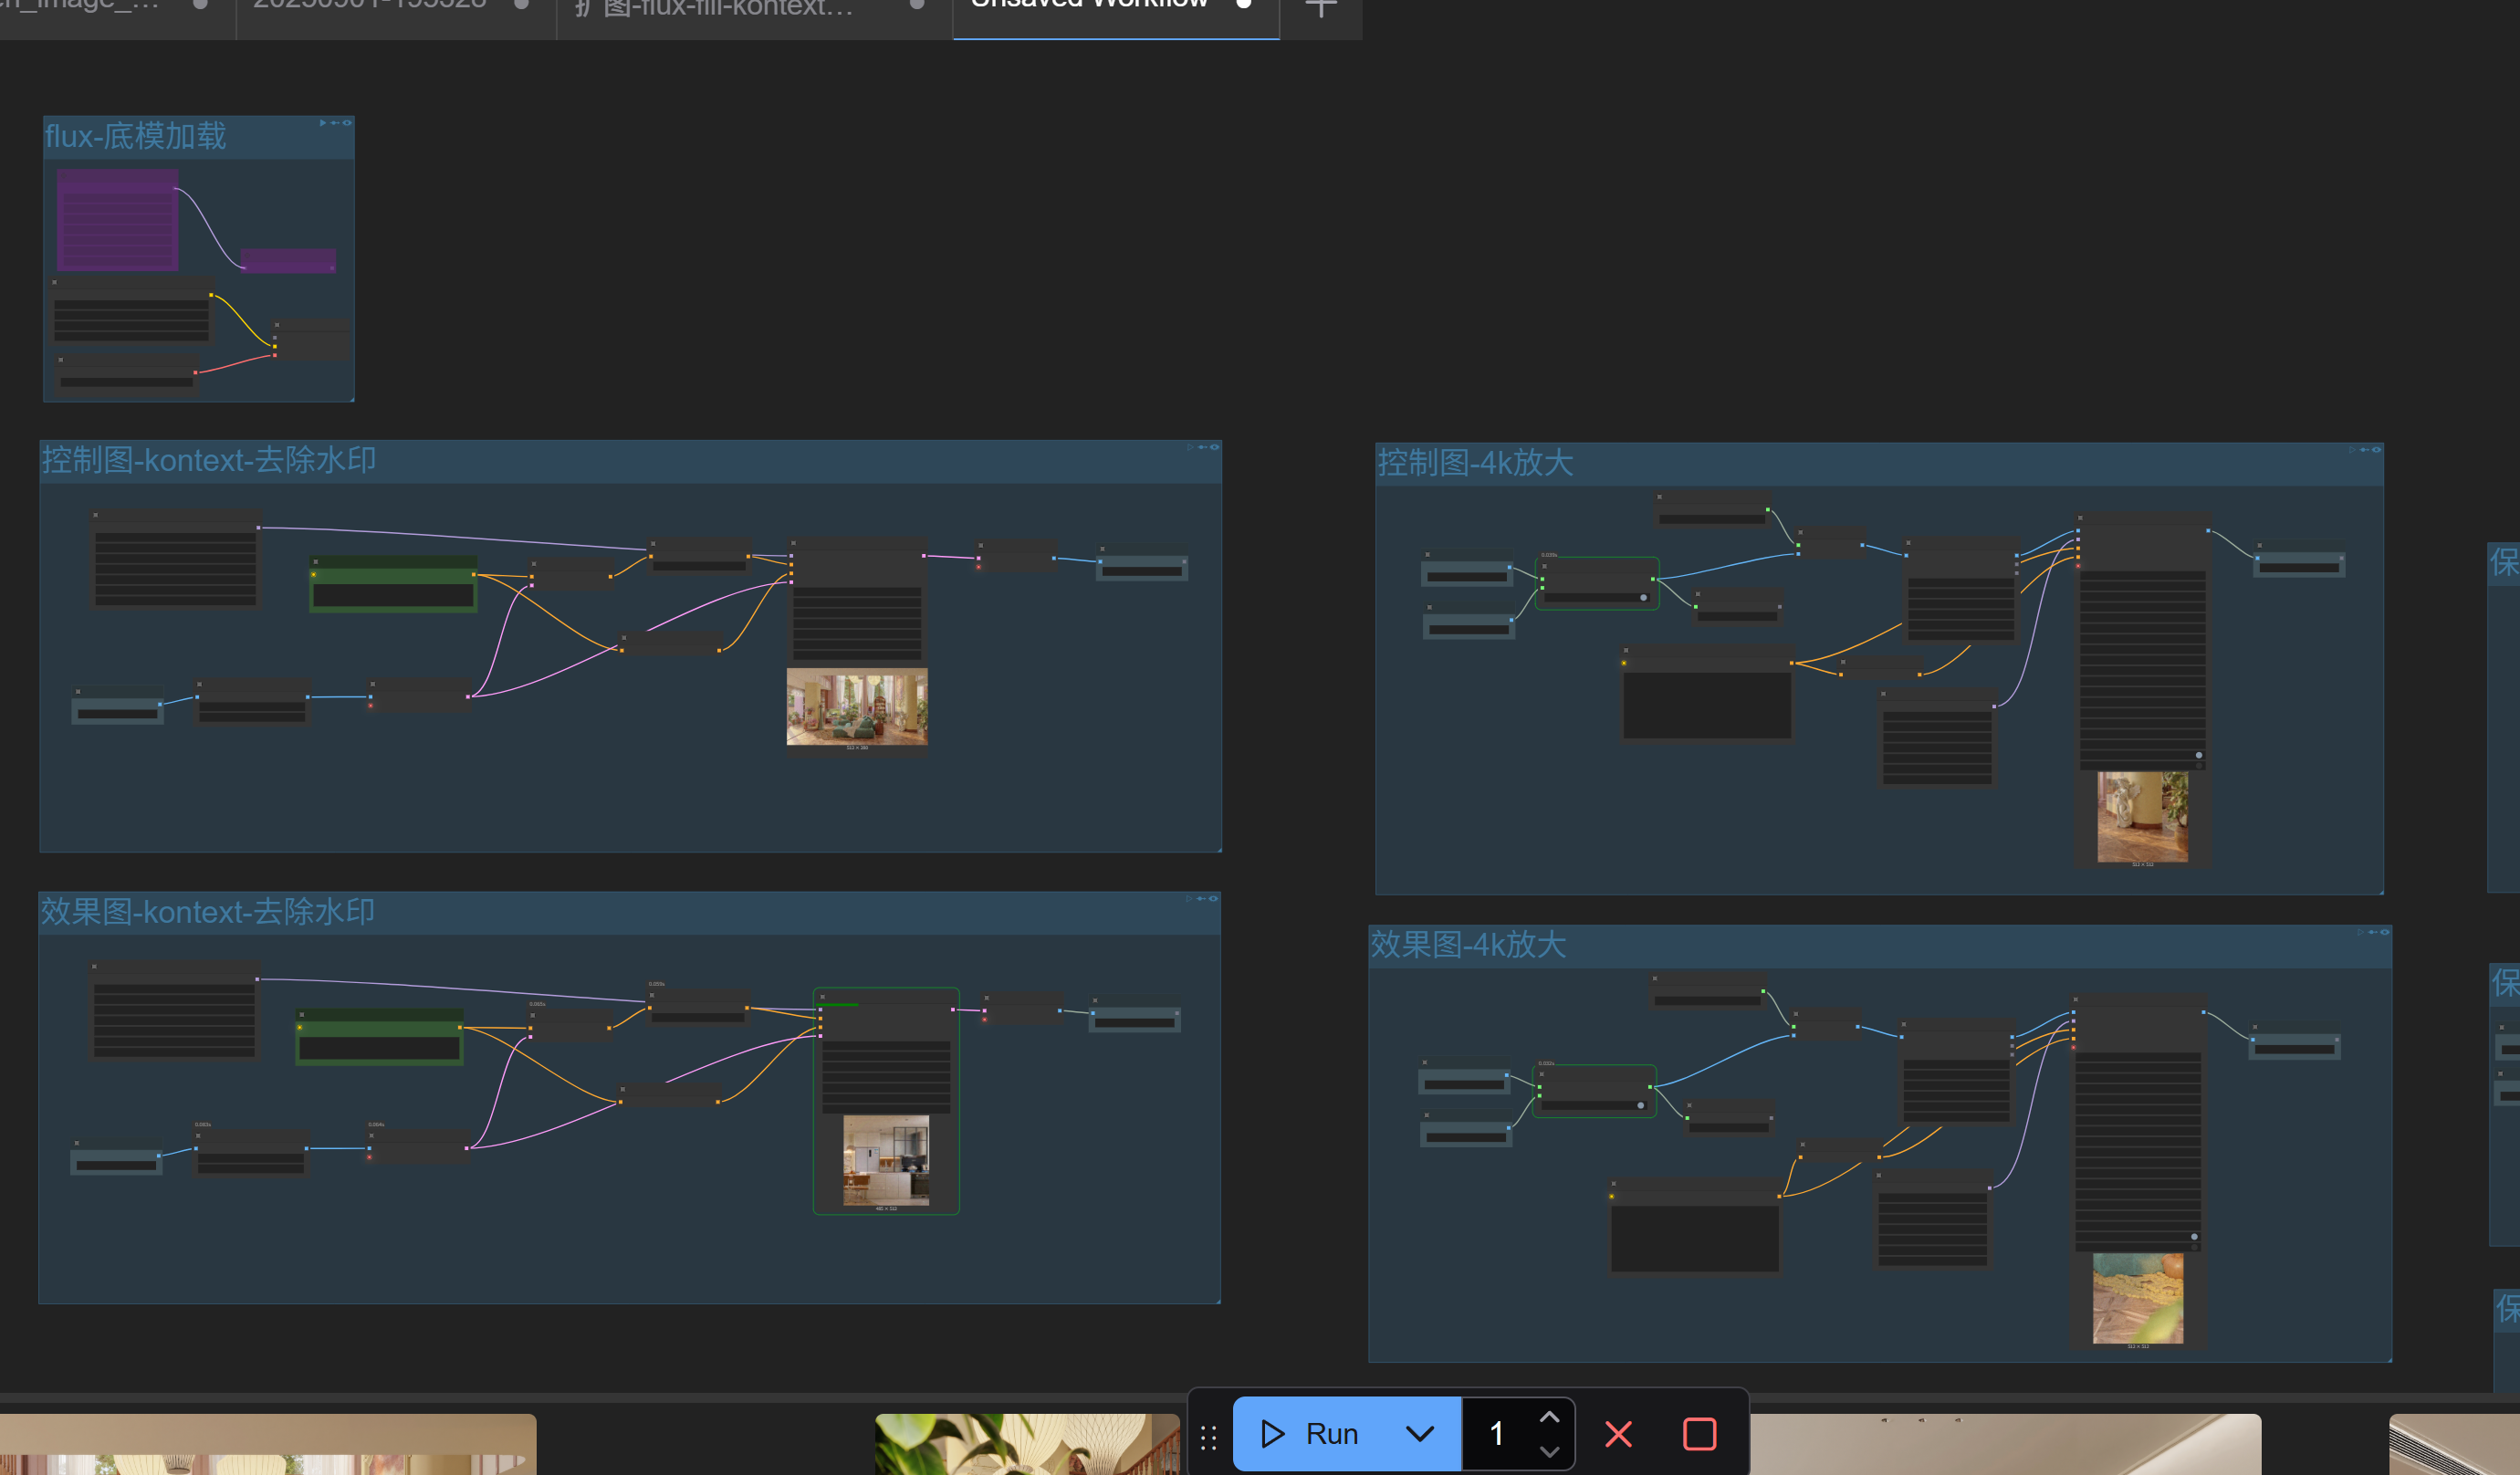 20250901-195328
扩图-flux-fill-kontext...
Unsaved Workflow
flux-底模加载
控制图-kontext-去除水印
控制图-4k放大
保
效果图-kontext-去除水印
效果图-4k放大
保
保
Run
1